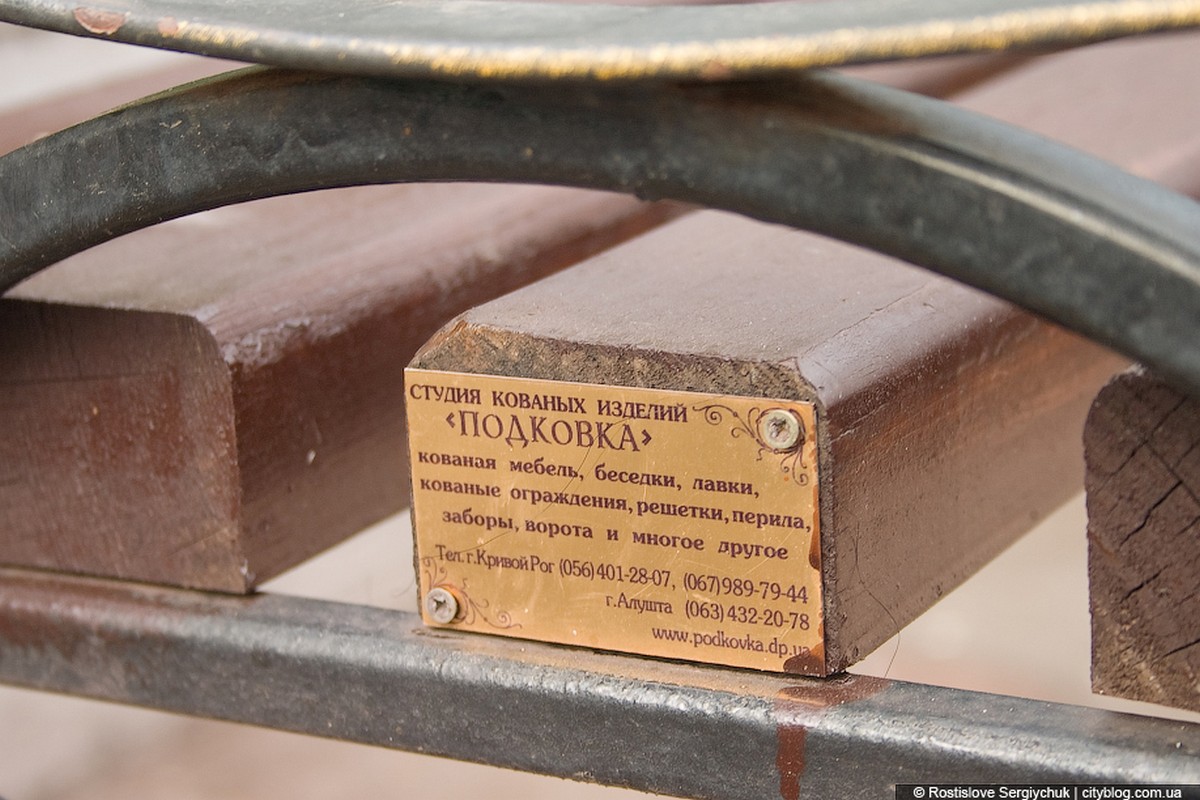 СТУДИЯ КОВАНЫХ ИЗДЕЛИЙ
«ПОДКОВКА»
кованая мебель, беседки, лавки,
кованые ограждения, решетки, перила,
заборы, ворота и многое другое
Тел. г.Кривой Рог (056) 401-28-07, (067) 989-79-44
г.Алушта (063) 432-20-78
www.podkovka.dp.ua
© Rostislove Sergiychuk | cityblog.com.ua